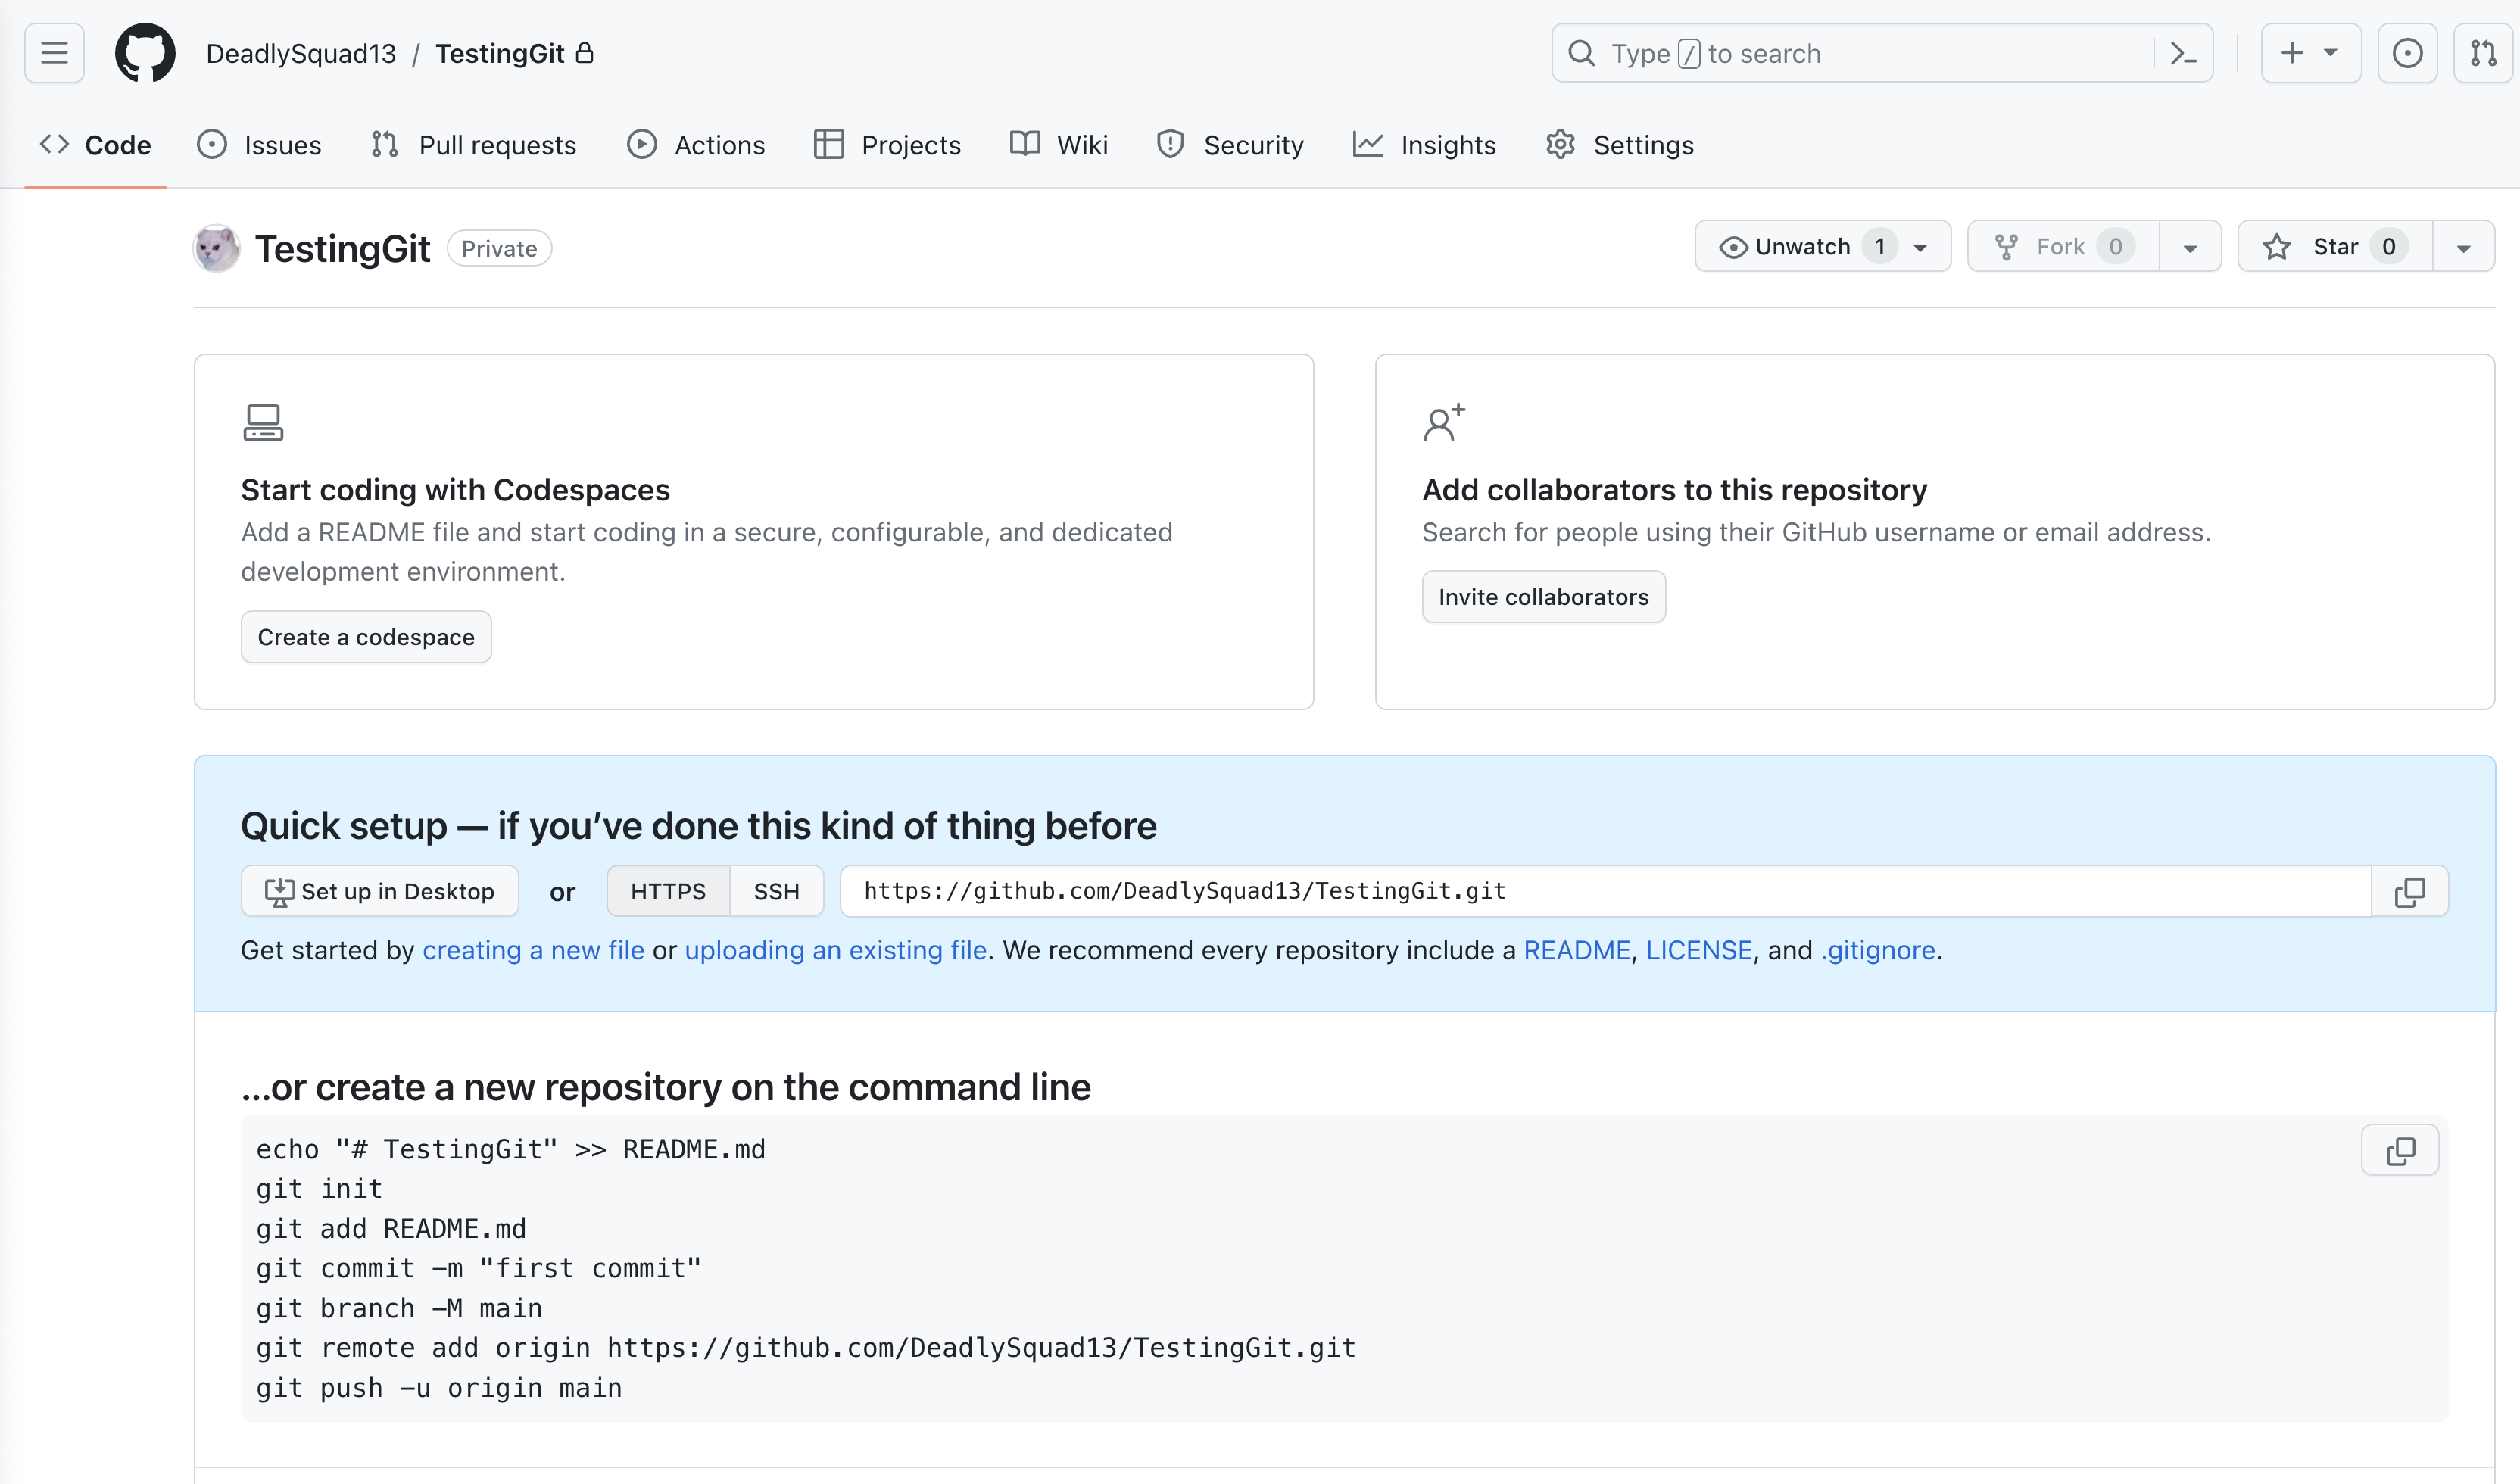 DeadlySquad13 / TestingGit
Type / to search
Code Issues Pull requests Actions Projects Wiki Security Insights Settings
TestingGit Private
Unwatch 1 Fork 0 Star 0
Start coding with Codespaces
Add a README file and start coding in a secure, configurable, and dedicated
development environment.
Create a codespace
Add collaborators to this repository
Search for people using their GitHub username or email address.
Invite collaborators
Quick setup — if you’ve done this kind of thing before
Set up in Desktop or HTTPS SSH https://github.com/DeadlySquad13/TestingGit.git
Get started by creating a new file or uploading an existing file. We recommend every repository include a README, LICENSE, and .gitignore.
…or create a new repository on the command line
echo "# TestingGit" >> README.md
git init
git add README.md
git commit -m "first commit"
git branch -M main
git remote add origin https://github.com/DeadlySquad13/TestingGit.git
git push -u origin main